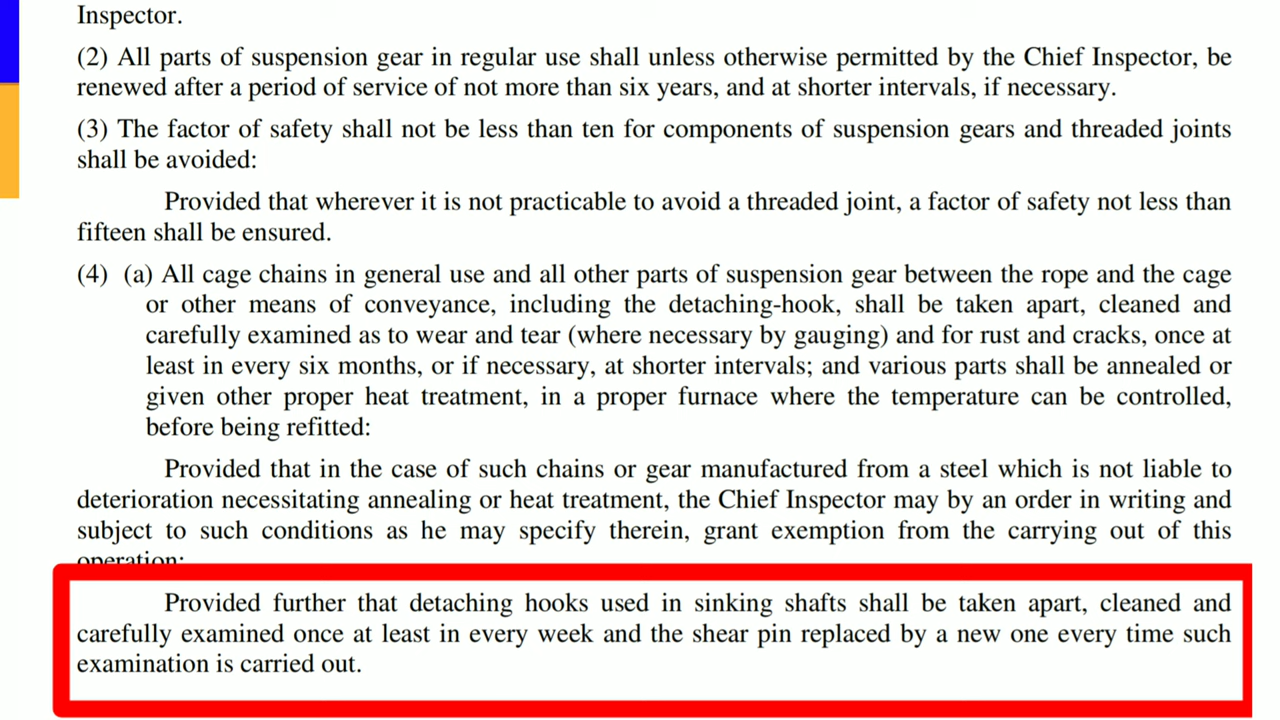 Inspector.
(2) All parts of suspension gear in regular use shall unless otherwise permitted by the Chief Inspector, be
renewed after a period of service of not more than six years, and at shorter intervals, if necessary.
(3) The factor of safety shall not be less than ten for components of suspension gears and threaded joints
shall be avoided:
Provided that wherever it is not practicable to avoid a threaded joint, a factor of safety not less than
fifteen shall be ensured.
(4) (a) All cage chains in general use and all other parts of suspension gear between the rope and the cage
or other means of conveyance, including the detaching-hook, shall be taken apart, cleaned and
carefully examined as to wear and tear (where necessary by gauging) and for rust and cracks, once at
least in every six months, or if necessary, at shorter intervals; and various parts shall be annealed or
given other proper heat treatment, in a proper furnace where the temperature can be controlled,
before being refitted:
Provided that in the case of such chains or gear manufactured from a steel which is not liable to
deterioration necessitating annealing or heat treatment, the Chief Inspector may by an order in writing and
subject to such conditions as he may specify therein, grant exemption from the carrying out of this
operation:
Provided further that detaching hooks used in sinking shafts shall be taken apart, cleaned and
carefully examined once at least in every week and the shear pin replaced by a new one every time such
examination is carried out.